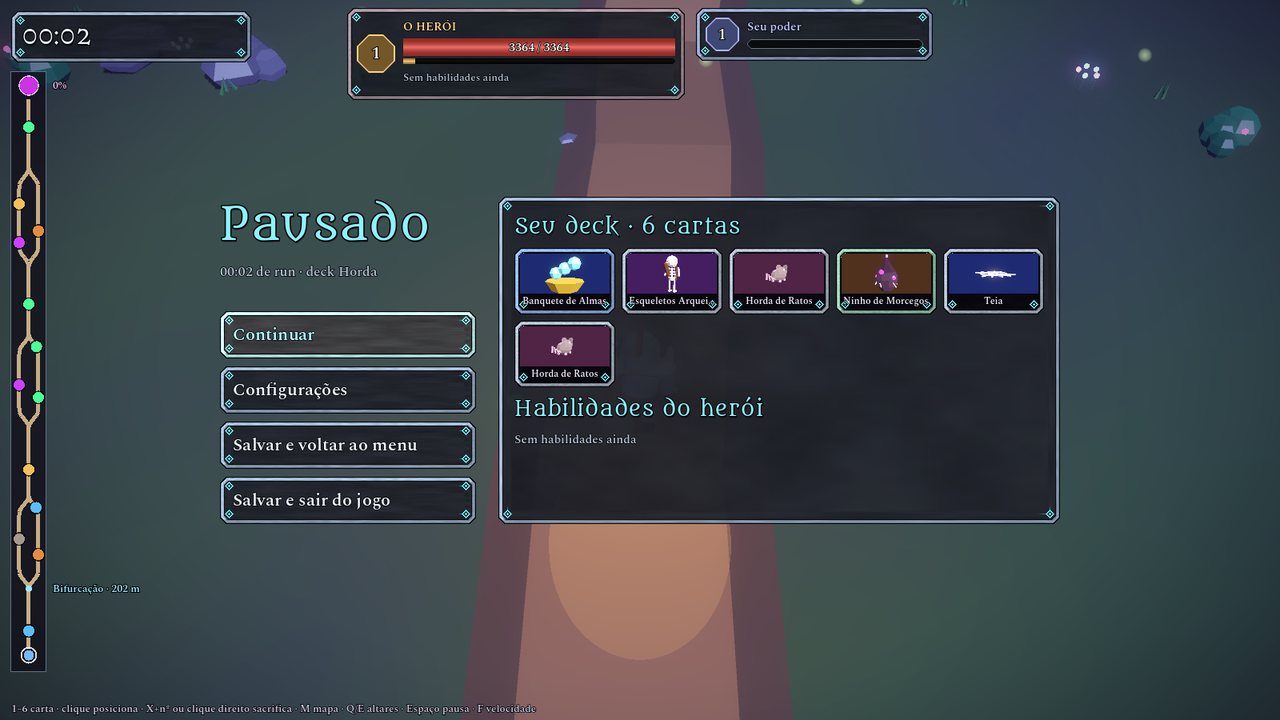 00:02
O HERÓI
1
3364 / 3364
Sem habilidades ainda
1
Seu poder
0%
Pausado
00:02 de run · deck Horda
Continuar
Configurações
Salvar e voltar ao menu
Salvar e sair do jogo
Seu deck · 6 cartas
Banquete de Almas
Esqueletos Arquei
Horda de Ratos
Ninho de Morcegos
Teia
Horda de Ratos
Habilidades do herói
Sem habilidades ainda
Bifurcação · 202 m
1-6 carta · clique posiciona · X+nº ou clique direito sacrifica · M mapa · Q/E altares · Espaço pausa · F velocidade